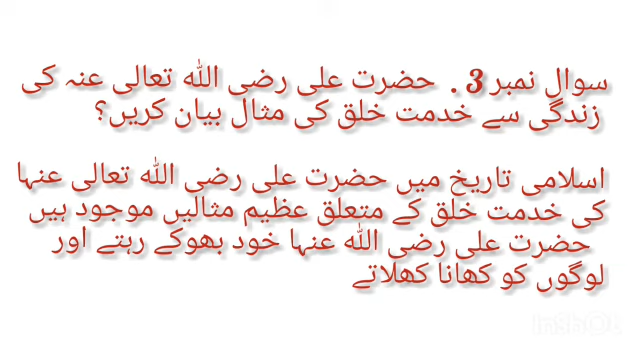 سوال نمبر 3 . حضرت علی رضی اللہ تعالی عنہ کی
زندگی سے خدمت خلق کی مثال بیان کریں؟
اسلامی تاریخ میں حضرت علی رضی اللہ تعالی عنہا
کی خدمت خلق کے متعلق عظیم مثالیں موجود ہیں
حضرت علی رضی اللہ عنہا خود بھوکے رہتے اور
لوگوں کو کھانا کھلاتے
InShOt